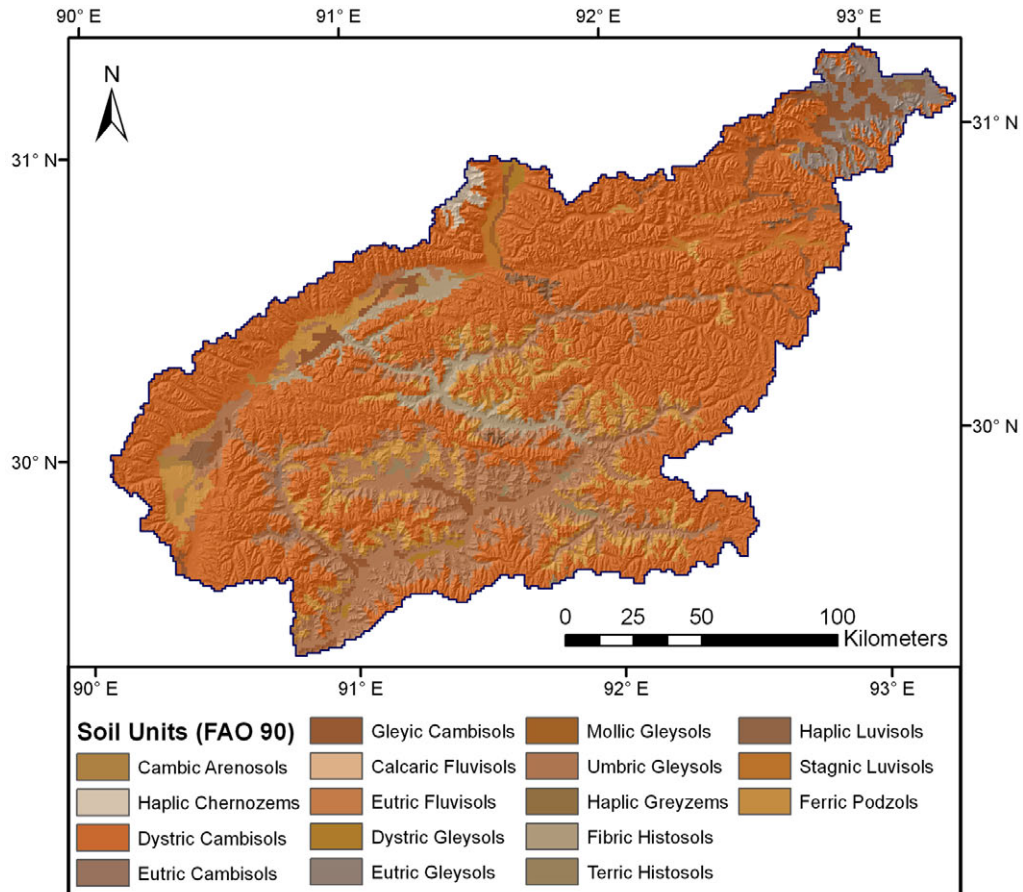 90° E 91° E 92° E 93° E
N
31° N
31° N
30° N
30° N
0 25 50 100
Kilometers
90° E 91° E 92° E 93° E
Soil Units (FAO 90)
Cambic Arenosols
Haplic Chernozems
Dystric Cambisols
Eutric Cambisols
Gleyic Cambisols
Calcaric Fluvisols
Eutric Fluvisols
Dystric Gleysols
Eutric Gleysols
Mollic Gleysols
Umbric Gleysols
Haplic Greyzems
Fibric Histosols
Terric Histosols
Haplic Luvisols
Stagnic Luvisols
Ferric Podzols